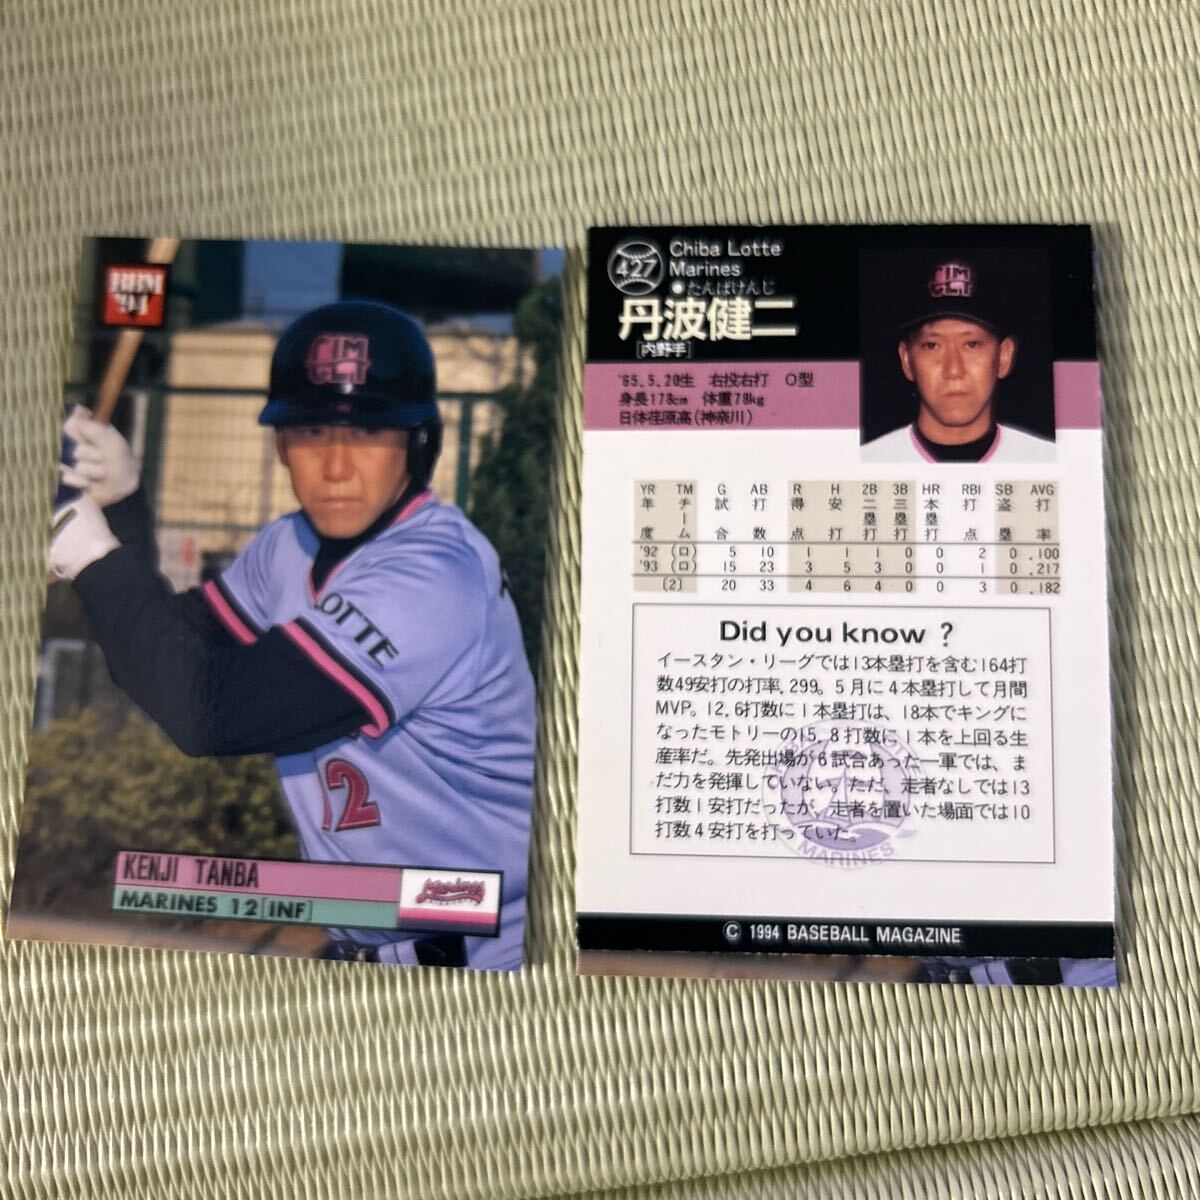 BBM
'94
CLM
LOTTE
12
KENJI TANBA
MARINES 12[INF]
Marines
427
Chiba Lotte
Marines
●たんばけんじ
丹波健二
[内野手]
'65.5.20生 右投右打 O型
身長178cm 体重78kg
日体荏原高(神奈川)
YR TM G AB R H 2B 3B HR RBI SB AVG
年度 チーム 試合 打数 得点 安打 二塁打 三塁打 本塁打 打点 盗塁 打率
'92 (ロ) 5 10 1 1 1 0 0 2 0 .100
'93 (ロ) 15 23 3 5 3 0 0 1 0 .217
(2) 20 33 4 6 4 0 0 3 0 .182
Did you know ?
イースタン・リーグでは13本塁打を含む164打
数49安打の打率.299。5月に4本塁打して月間
MVP。12.6打数に1本塁打は、18本でキングに
なったモトリーの15.8打数に1本を上回る生
産率だ。先発出場が6試合あった一軍では、ま
だ力を発揮していない。ただ、走者なしでは13
打数1安打だったが、走者を置いた場面では10
打数4安打を打っていた。
MARINES
© 1994 BASEBALL MAGAZINE